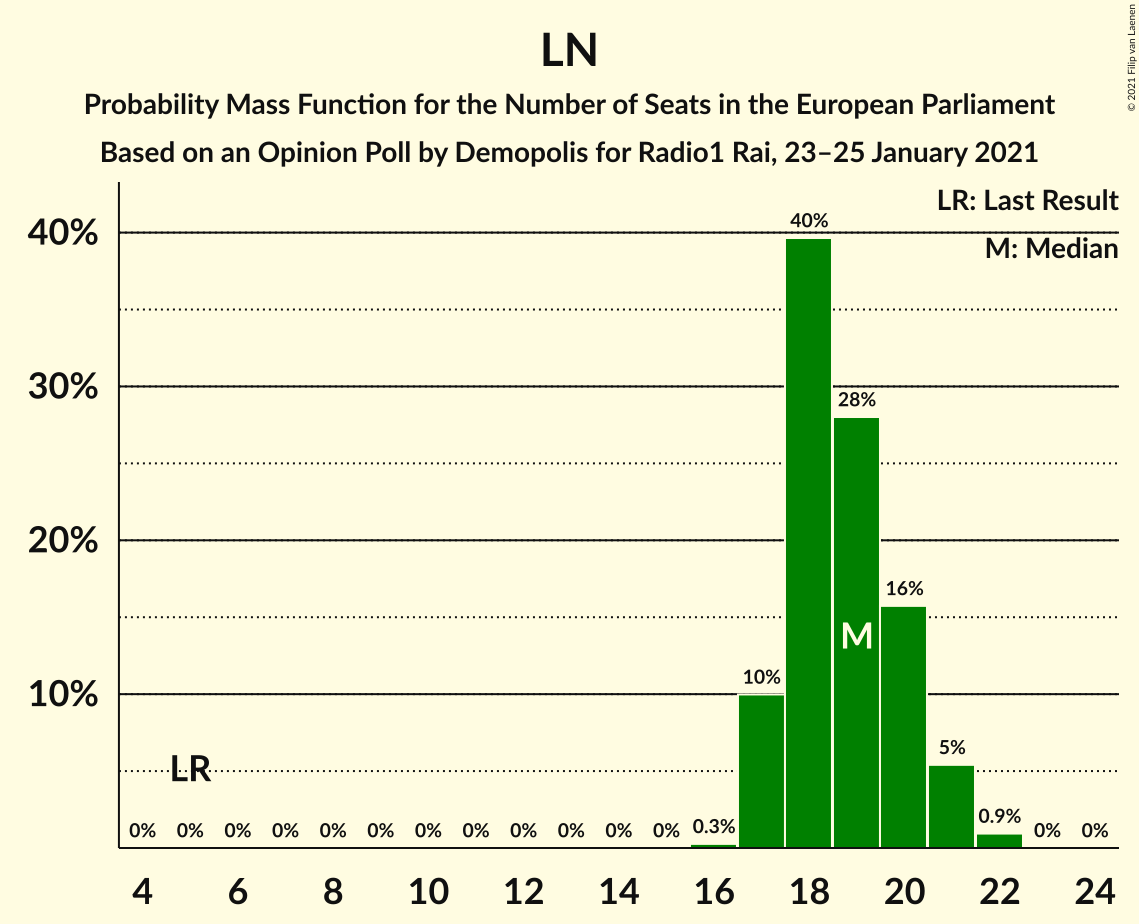 LN
Probability Mass Function for the Number of Seats in the European Parliament
Based on an Opinion Poll by Demopolis for Radio1 Rai, 23–25 January 2021
© 2021 Filip van Laenen
LR: Last Result
M: Median
40%
30%
20%
10%
40%
28%
16%
M
10%
5%
LR
0% 0% 0% 0% 0% 0% 0% 0% 0% 0% 0% 0% 0.3% 0.9% 0% 0%
4 6 8 10 12 14 16 18 20 22 24